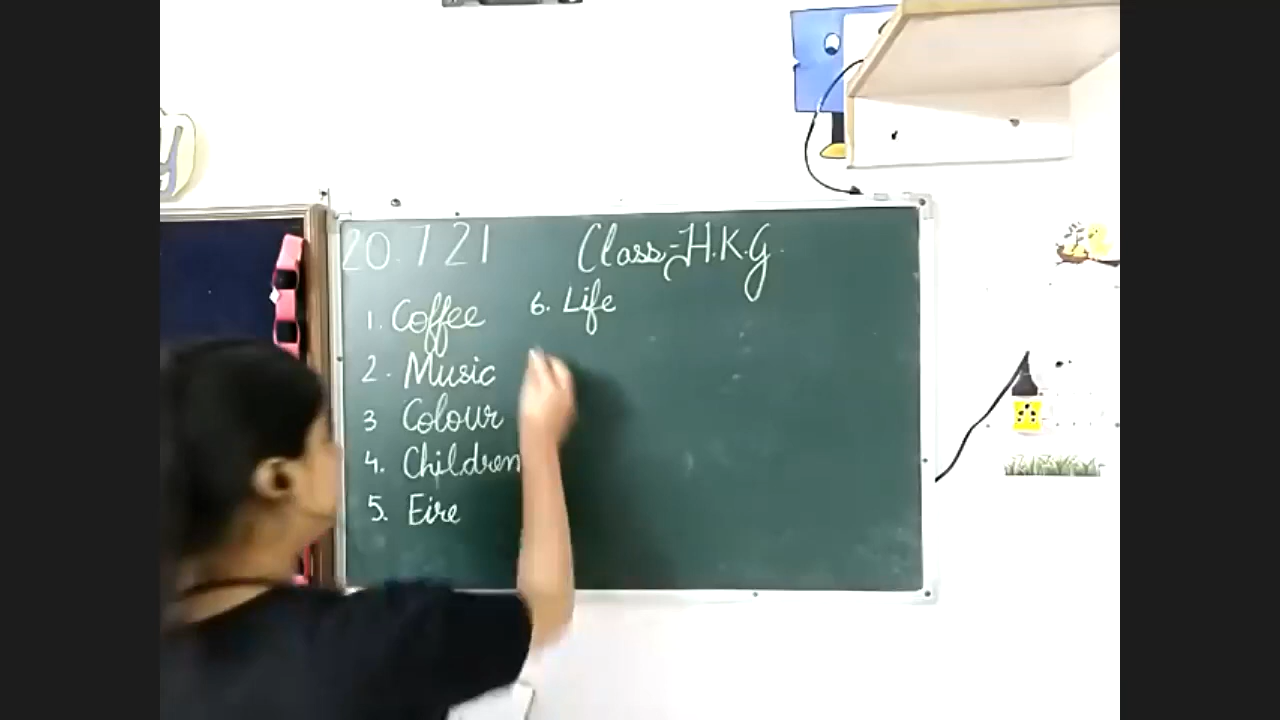 20.7 21
Class-H.K.G.
1. Coffee
2. Music
3 Colour
4. Children
5. Eire
6. Life